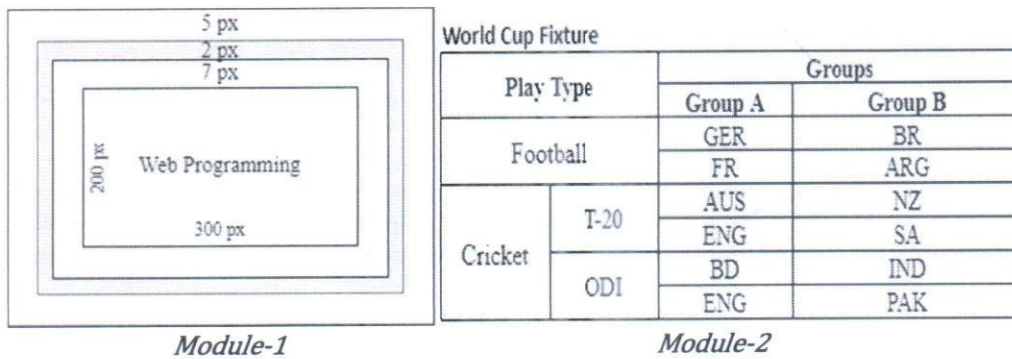 5 px
2 px
7 px
200 px
Web Programming
300 px
Module-1
World Cup Fixture
Play Type
Groups
Group A
Group B
Football
GER
BR
FR
ARG
Cricket
T-20
AUS
NZ
ENG
SA
ODI
BD
IND
ENG
PAK
Module-2